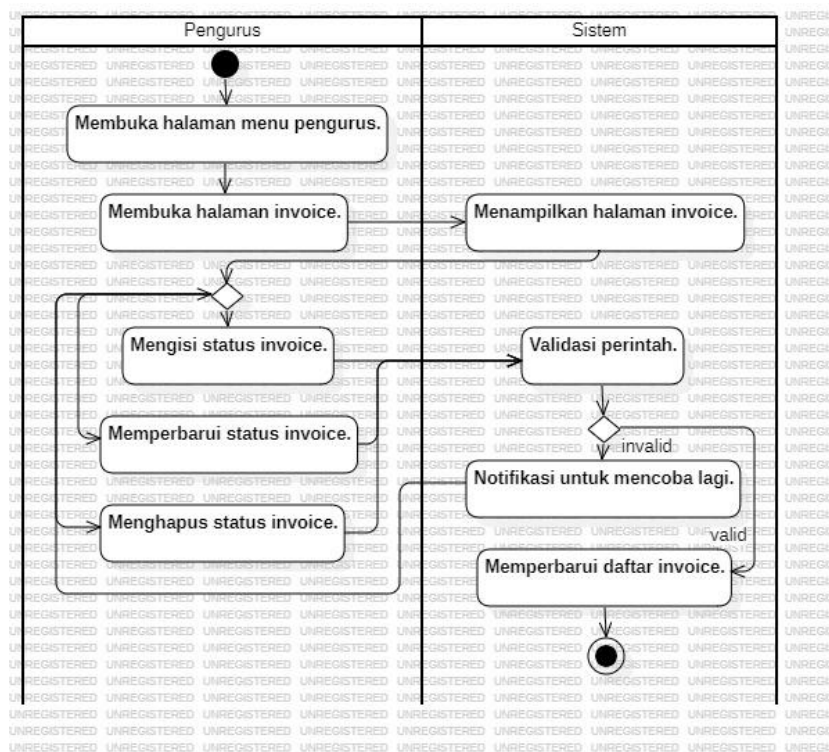 Pengurus
Sistem
Membuka halaman menu pengurus.
Membuka halaman invoice.
Menampilkan halaman invoice.
Mengisi status invoice.
Validasi perintah.
Memperbarui status invoice.
invalid
Notifikasi untuk mencoba lagi.
Menghapus status invoice.
valid
Memperbarui daftar invoice.
UNREGISTERED